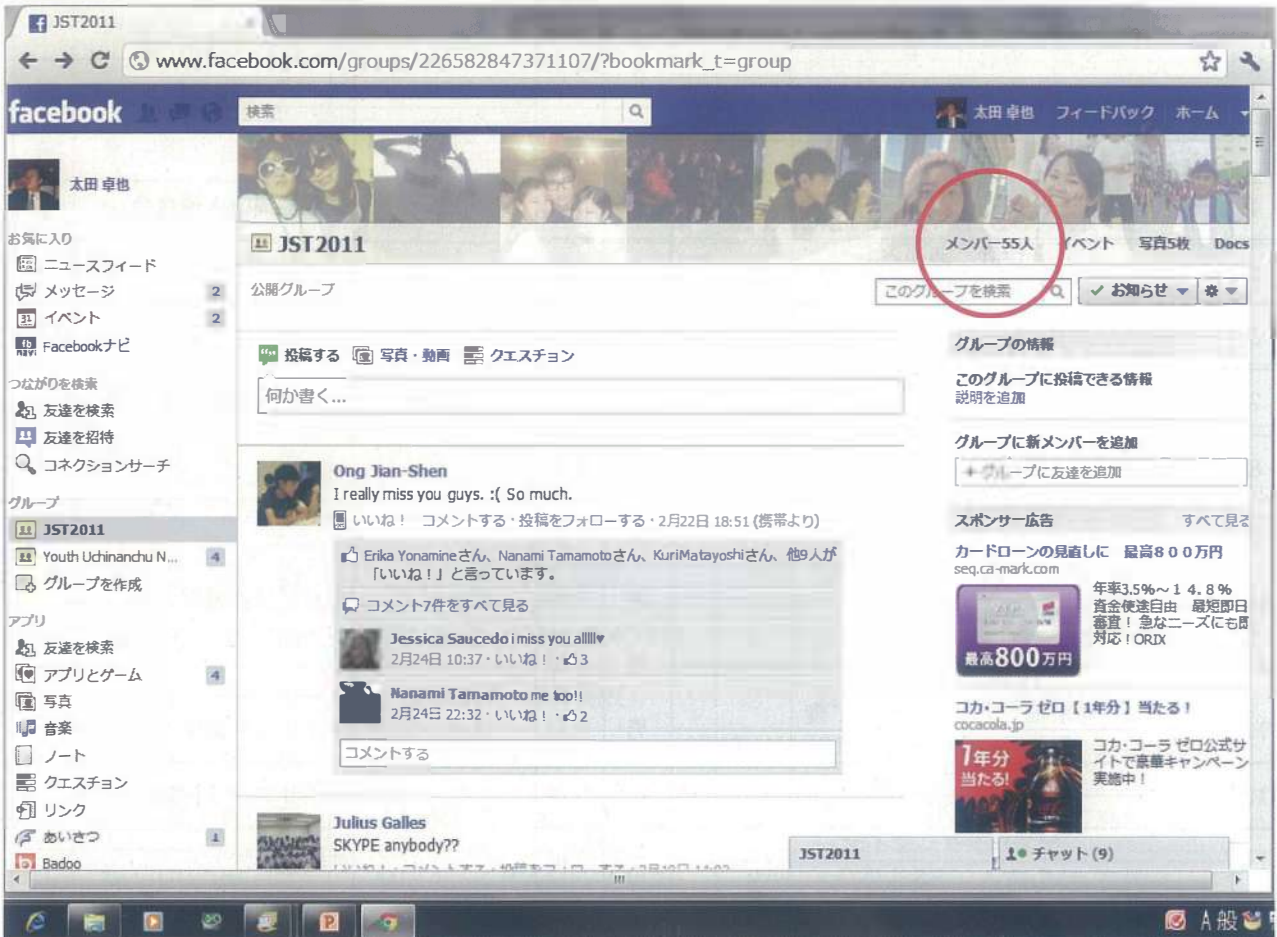 JST2011
www.facebook.com/groups/226582847371107/?bookmark_t=group
facebook
検索
太田 卓也 フィードバック ホーム
太田 卓也
お気に入り
ニュースフィード
メッセージ 2
イベント 2
Facebookナビ
つながりを検索
友達を検索
友達を招待
コネクションサーチ
グループ
JST2011
Youth Uchinanchu N... 4
グループを作成
アプリ
友達を検索
アプリとゲーム 4
写真
音楽
ノート
クエスチョン
リンク
あいさつ 1
Badoo
JST2011
メンバー55人 イベント 写真5枚 Docs
公開グループ
このグループを検索
お知らせ
投稿する 写真・動画 クエスチョン
何か書く...
Ong Jian-Shen
I really miss you guys. :( So much.
いいね! コメントする・投稿をフォローする・2月22日 18:51 (携帯より)
Erika Yonamineさん、Nanami Tamamotoさん、KuriMatayoshiさん、他9人が
「いいね!」と言っています。
コメント7件をすべて見る
Jessica Saucedo i miss you alllll♥
2月24日 10:37・いいね!・3
Nanami Tamamoto me too!!
2月24日 22:32・いいね!・2
コメントする
Julius Galles
SKYPE anybody??
グループの情報
このグループに投稿できる情報
説明を追加
グループに新メンバーを追加
+ グループに友達を追加
スポンサー広告 すべて見る
カードローンの見直しに 最高800万円
seq.ca-mark.com
最高800万円
年率3.5%~14.8%
資金使途自由 最短即日
審査!急なニーズにも即
対応!ORIX
コカ・コーラ ゼロ【1年分】当たる!
cocacola.jp
1年分
当たる!
コカ・コーラ ゼロ公式サ
イトで豪華キャンペーン
実施中!
JST2011
チャット (9)
A 般